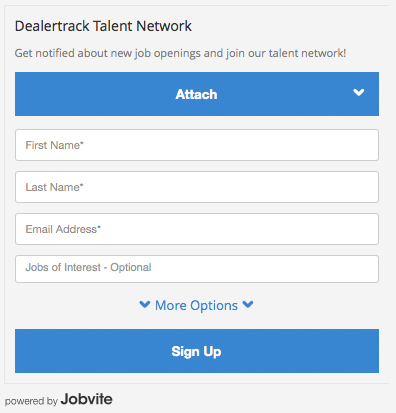 Dealertrack Talent Network
Get notified about new job openings and join our talent network!
Attach
First Name*
Last Name*
Email Address*
Jobs of Interest - Optional
More Options
Sign Up
powered by Jobvite